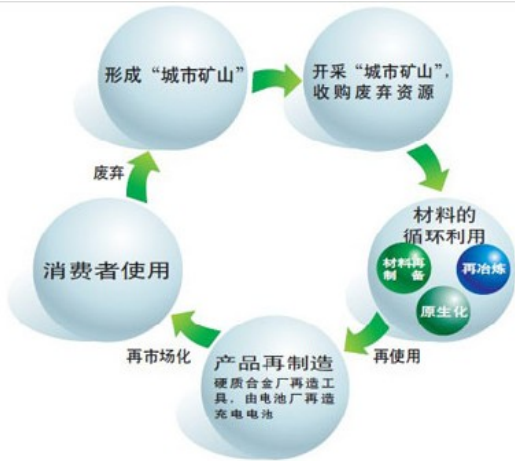 形成“城市矿山”
开采“城市矿山”,
收购废弃资源
材料的
循环利用
材料再
制备
再冶炼
原生化
再使用
产品再制造
硬质合金厂再造工
具，由电池厂再造
充电电池
再市场化
消费者使用
废弃